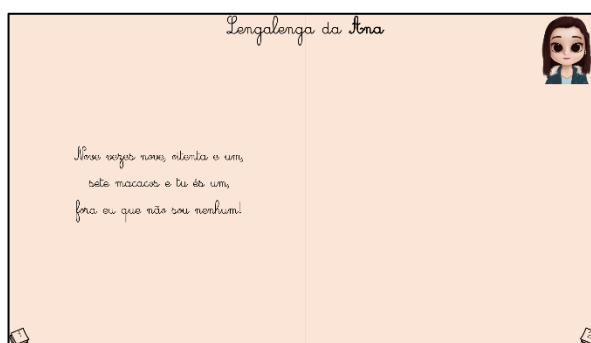 Lengalenga da Ana
Nove vezes nove, oitenta e um,
sete macacos e tu és um,
fora eu que não sou nenhum!